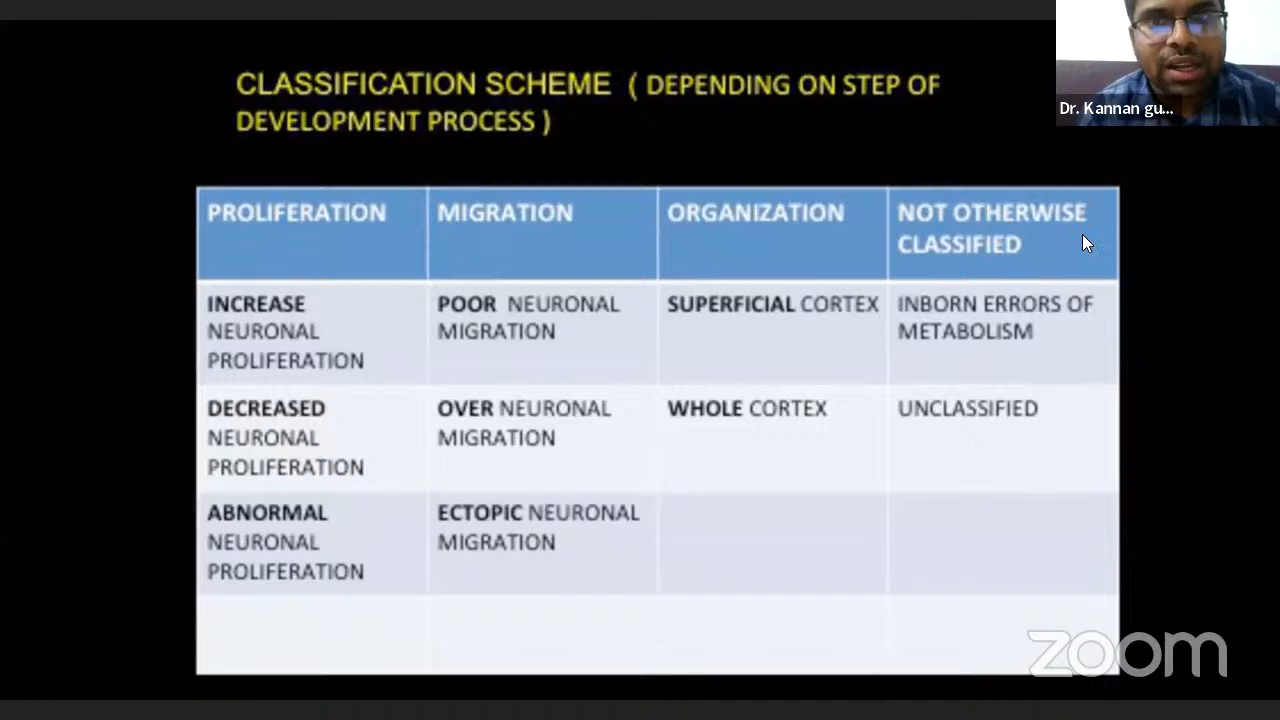 CLASSIFICATION SCHEME ( DEPENDING ON STEP OF
DEVELOPMENT PROCESS )
Dr. Kannan gu...
PROLIFERATION
MIGRATION
ORGANIZATION
NOT OTHERWISE
CLASSIFIED
INCREASE
NEURONAL
PROLIFERATION
POOR NEURONAL
MIGRATION
SUPERFICIAL CORTEX
INBORN ERRORS OF
METABOLISM
DECREASED
NEURONAL
PROLIFERATION
OVER NEURONAL
MIGRATION
WHOLE CORTEX
UNCLASSIFIED
ABNORMAL
NEURONAL
PROLIFERATION
ECTOPIC NEURONAL
MIGRATION
zoom